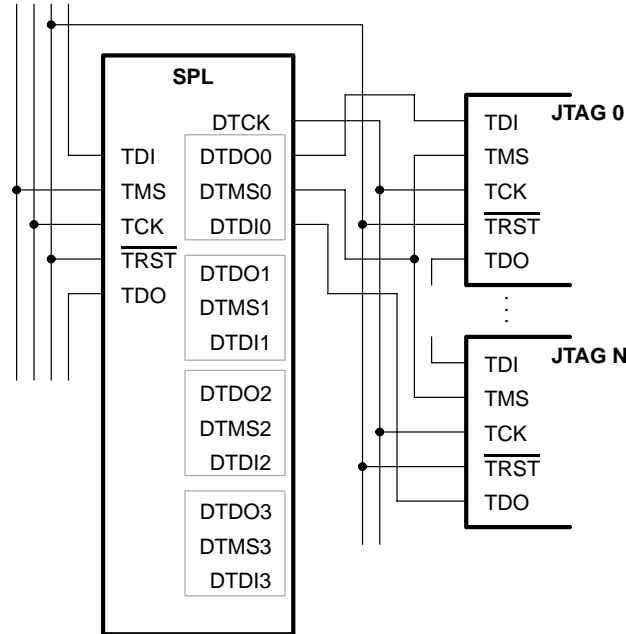 SPL
DTCK
TDI
TMS
TCK
TRST
TDO
DTDO0
DTMS0
DTDI0
DTDO1
DTMS1
DTDI1
DTDO2
DTMS2
DTDI2
DTDO3
DTMS3
DTDI3
JTAG 0
TDI
TMS
TCK
TRST
TDO
JTAG N
TDI
TMS
TCK
TRST
TDO